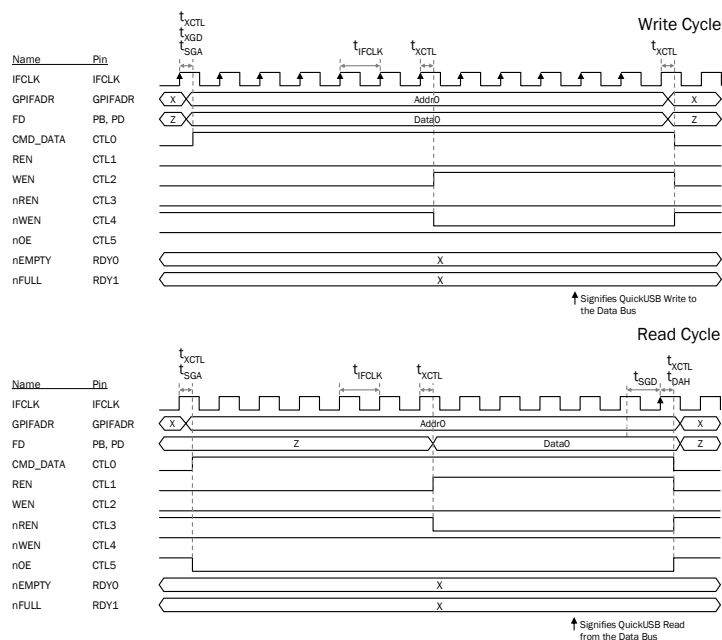 Write Cycle
tXCTL
tXGD
tSGA
tIFCLK
tXCTL
tXCTL
Name Pin
IFCLK IFCLK
GPIFADR GPIFADR X Addr0 X
FD PB, PD Z Data0 Z
CMD_DATA CTL0
REN CTL1
WEN CTL2
nREN CTL3
nWEN CTL4
nOE CTL5
nEMPTY RDY0 X
nFULL RDY1 X
Signifies QuickUSB Write to
the Data Bus
Read Cycle
tXCTL
tSGA
tIFCLK
tXCTL
tSGD
tXCTL
tDAH
Name Pin
IFCLK IFCLK
GPIFADR GPIFADR X Addr0 X
FD PB, PD Z Data0 Z
CMD_DATA CTL0
REN CTL1
WEN CTL2
nREN CTL3
nWEN CTL4
nOE CTL5
nEMPTY RDY0 X
nFULL RDY1 X
Signifies QuickUSB Read
from the Data Bus